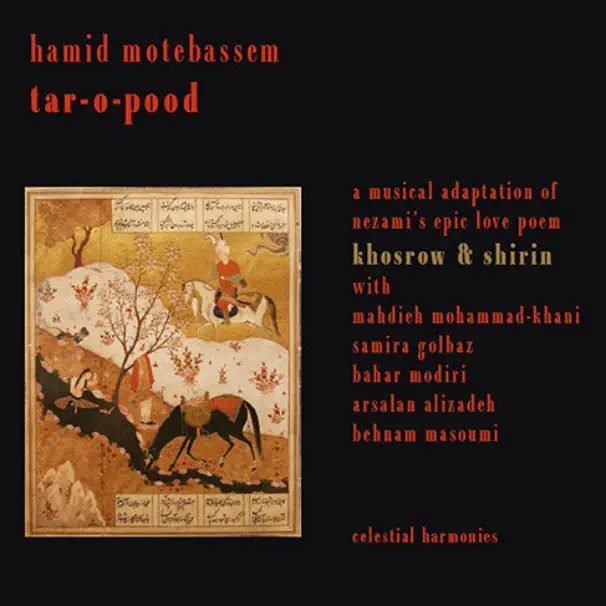 hamid motebassem
tar-o-pood
a musical adaptation of
nezami's epic love poem
khosrow & shirin
with
mahdieh mohammad-khani
samira golbaz
bahar modiri
arsalan alizadeh
behnam masoumi
celestial harmonies